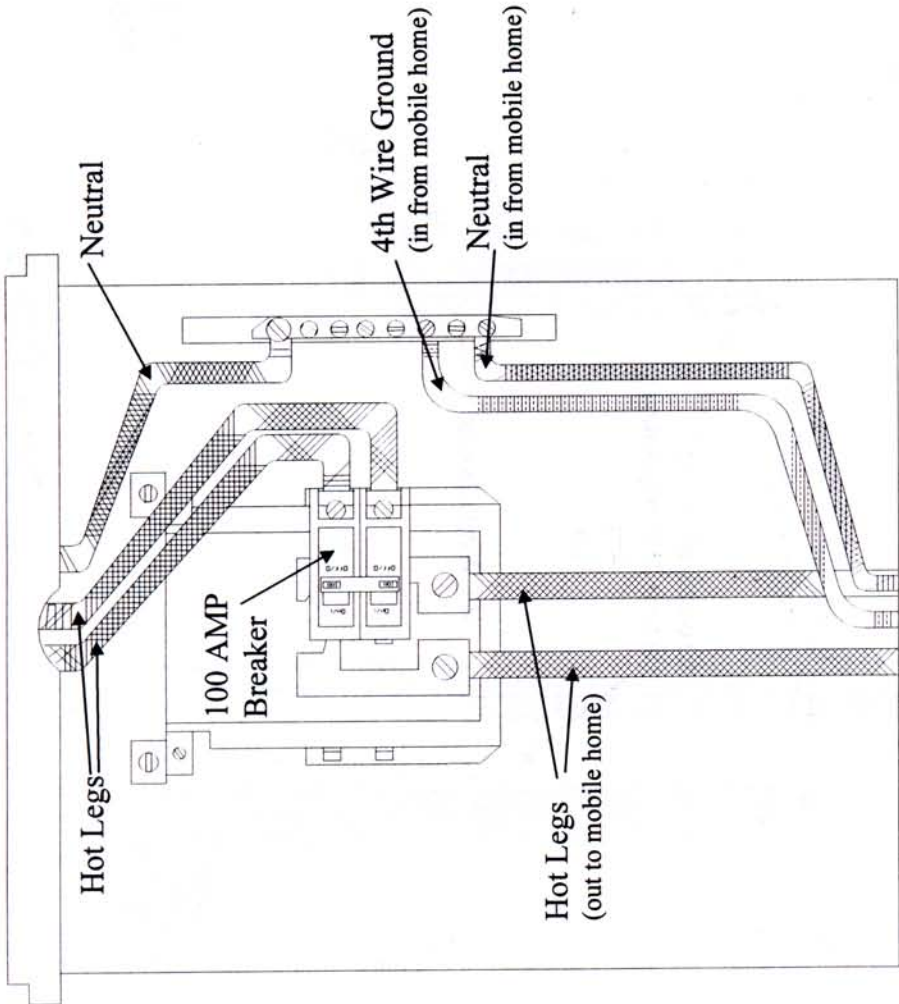 Hot Legs
Neutral
100 AMP
Breaker
4th Wire Ground
(in from mobile home)
Neutral
(in from mobile home)
Hot Legs
(out to mobile home)